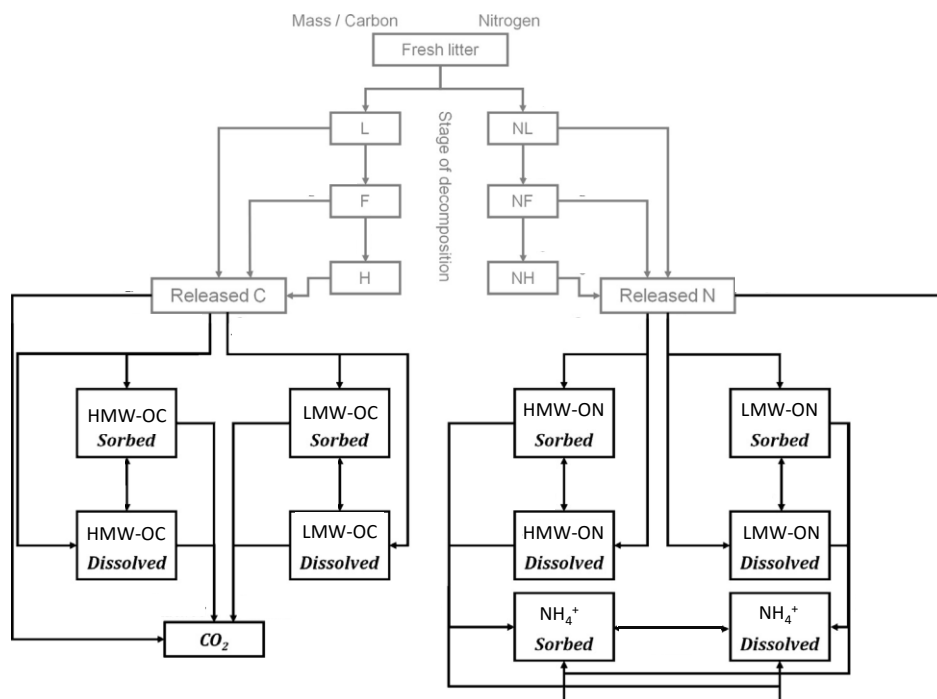 Mass / Carbon
Nitrogen
Fresh litter
L
NL
Stage of decomposition
F
NF
H
NH
Released C
Released N
HMW-OC
Sorbed
LMW-OC
Sorbed
HMW-ON
Sorbed
LMW-ON
Sorbed
HMW-OC
Dissolved
LMW-OC
Dissolved
HMW-ON
Dissolved
LMW-ON
Dissolved
CO₂
NH₄⁺
Sorbed
NH₄⁺
Dissolved